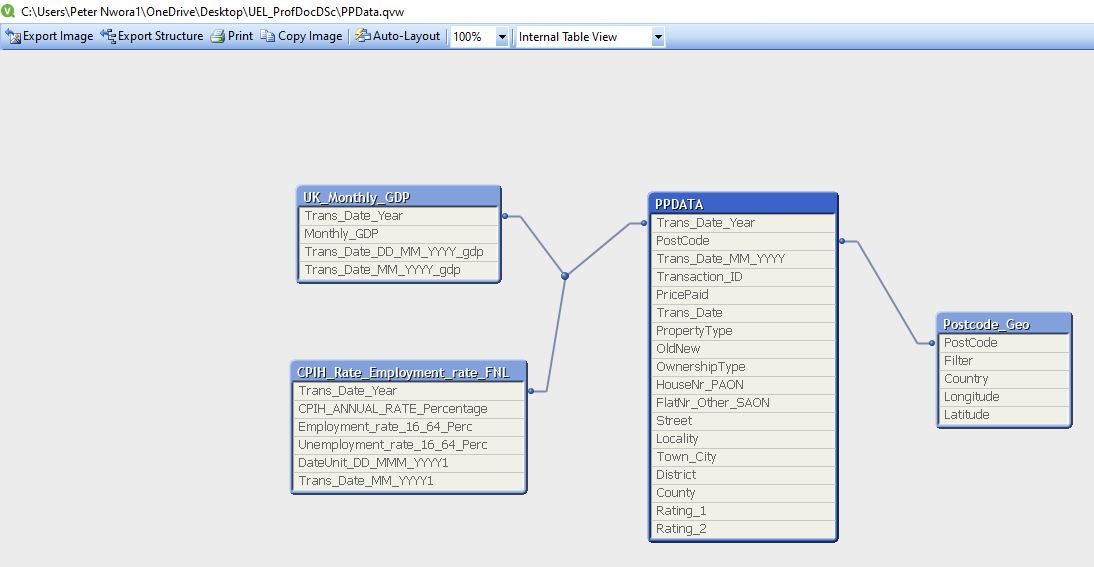 C:\Users\Peter Nwora1\OneDrive\Desktop\UEL_ProfDocDSc\PPData.qvw
Export Image Export Structure Print Copy Image Auto-Layout 100% Internal Table View
UK_Monthly_GDP
Trans_Date_Year
Monthly_GDP
Trans_Date_DD_MM_YYYY_gdp
Trans_Date_MM_YYYY_gdp
CPIH_Rate_Employment_rate_FNL
Trans_Date_Year
CPIH_ANNUAL_RATE_Percentage
Employment_rate_16_64_Perc
Unemployment_rate_16_64_Perc
DateUnit_DD_MMM_YYYY1
Trans_Date_MM_YYYY1
PPDATA
Trans_Date_Year
PostCode
Trans_Date_MM_YYYY
Transaction_ID
PricePaid
Trans_Date
PropertyType
OldNew
OwnershipType
HouseNr_PAON
FlatNr_Other_SAON
Street
Locality
Town_City
District
County
Rating_1
Rating_2
Postcode_Geo
PostCode
Filter
Country
Longitude
Latitude